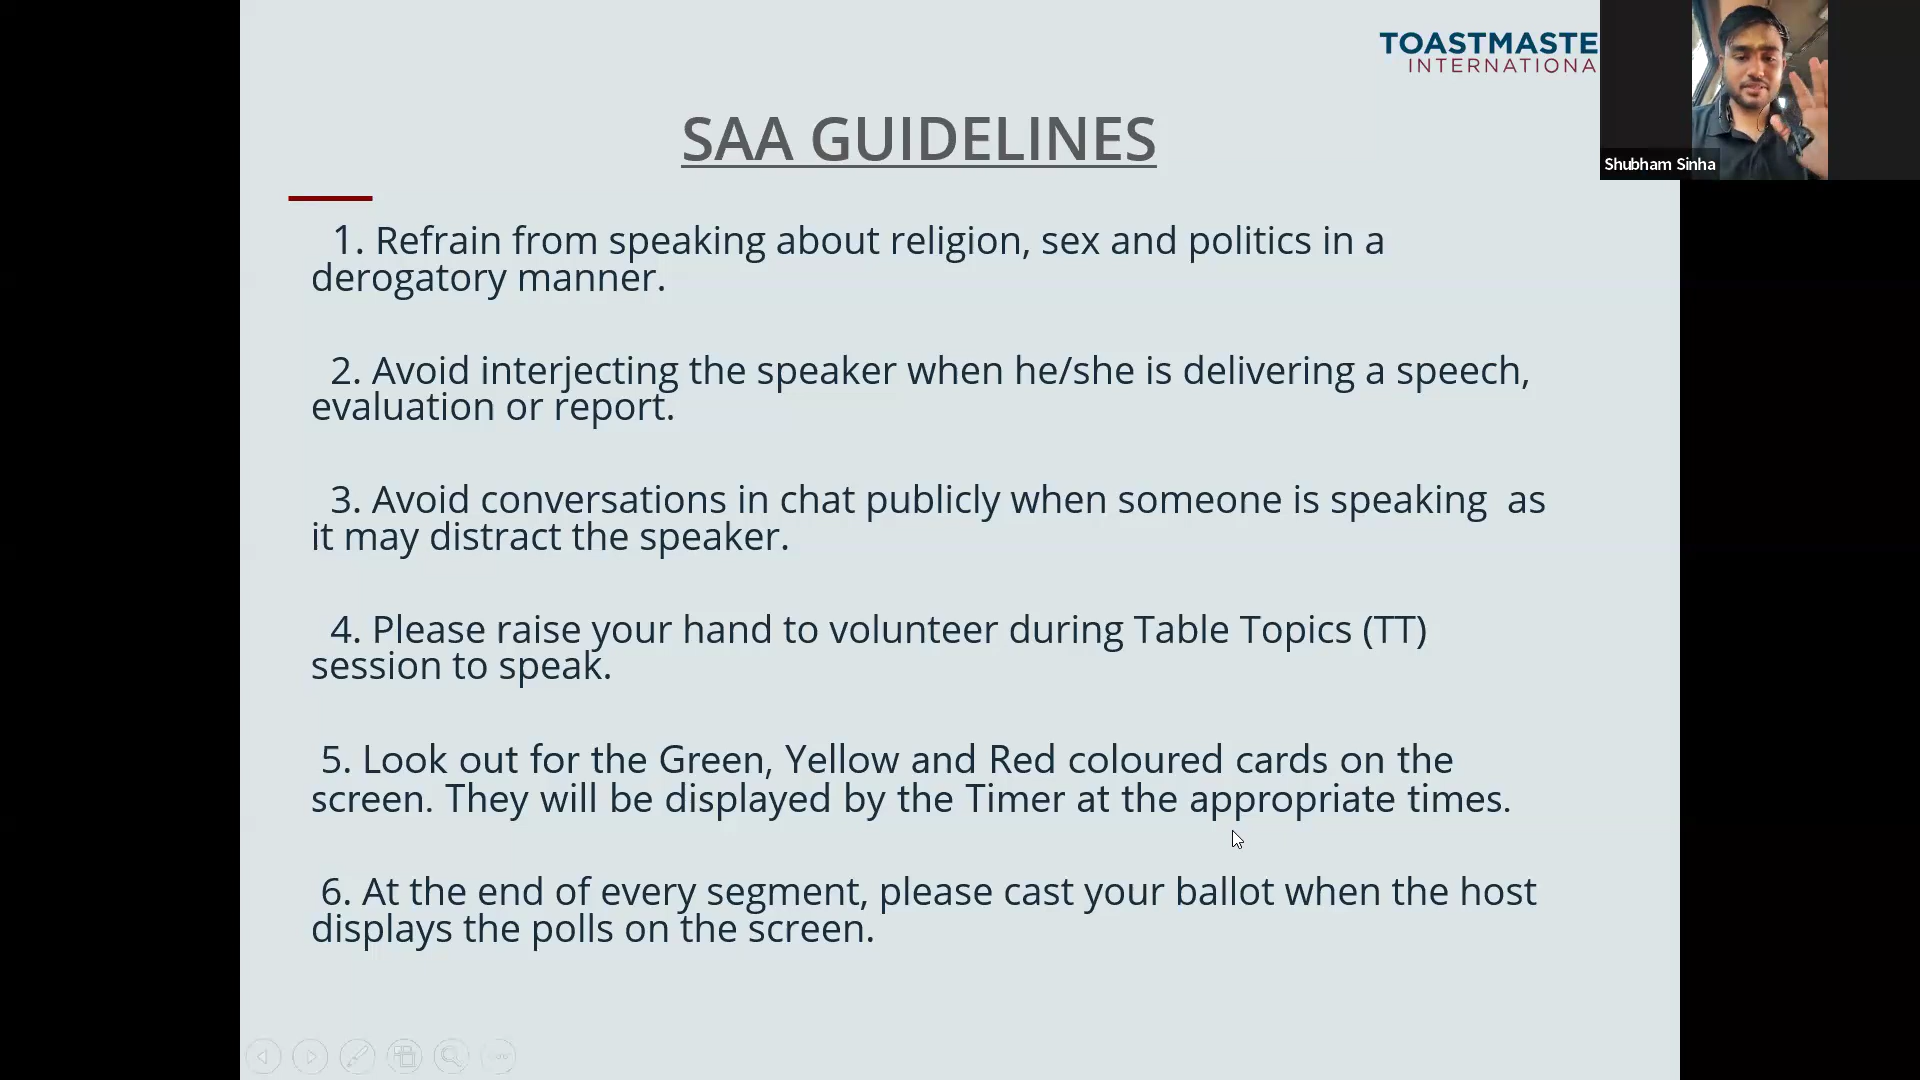 TOASTMASTE
INTERNATIONA
Shubham Sinha
SAA GUIDELINES
1. Refrain from speaking about religion, sex and politics in a
derogatory manner.
2. Avoid interjecting the speaker when he/she is delivering a speech,
evaluation or report.
3. Avoid conversations in chat publicly when someone is speaking  as
it may distract the speaker.
4. Please raise your hand to volunteer during Table Topics (TT)
session to speak.
5. Look out for the Green, Yellow and Red coloured cards on the
screen. They will be displayed by the Timer at the appropriate times.
6. At the end of every segment, please cast your ballot when the host
displays the polls on the screen.